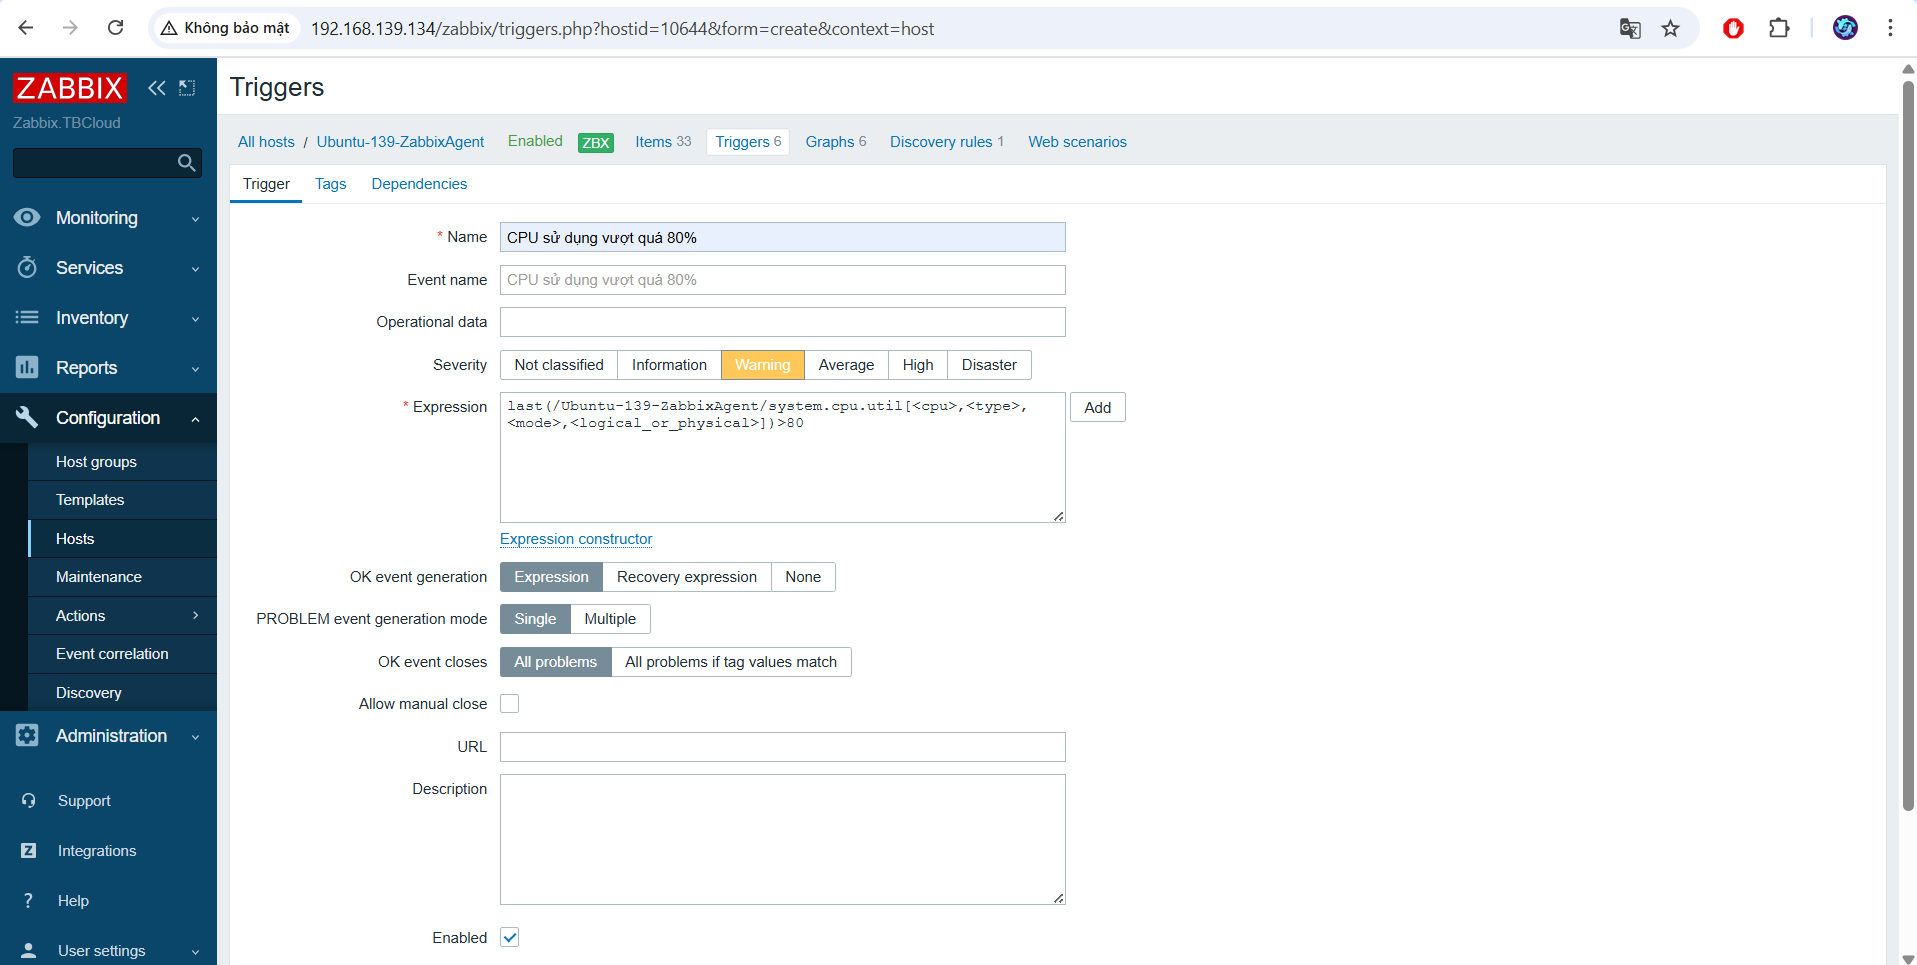 Không bảo mật
192.168.139.134/zabbix/triggers.php?hostid=10644&form=create&context=host
ZABBIX
Zabbix.TBCloud
Monitoring
Services
Inventory
Reports
Configuration
Host groups
Templates
Hosts
Maintenance
Actions
Event correlation
Discovery
Administration
Support
Z Integrations
? Help
User settings
Triggers
All hosts / Ubuntu-139-ZabbixAgent Enabled ZBX Items 33 Triggers 6 Graphs 6 Discovery rules 1 Web scenarios
Trigger Tags Dependencies
* Name CPU sử dụng vượt quá 80%
Event name CPU sử dụng vượt quá 80%
Operational data
Severity Not classified Information Warning Average High Disaster
* Expression last(/Ubuntu-139-ZabbixAgent/system.cpu.util[<cpu>,<type>, Add
<mode>,<logical_or_physical>])>80
Expression constructor
OK event generation Expression Recovery expression None
PROBLEM event generation mode Single Multiple
OK event closes All problems All problems if tag values match
Allow manual close
URL
Description
Enabled